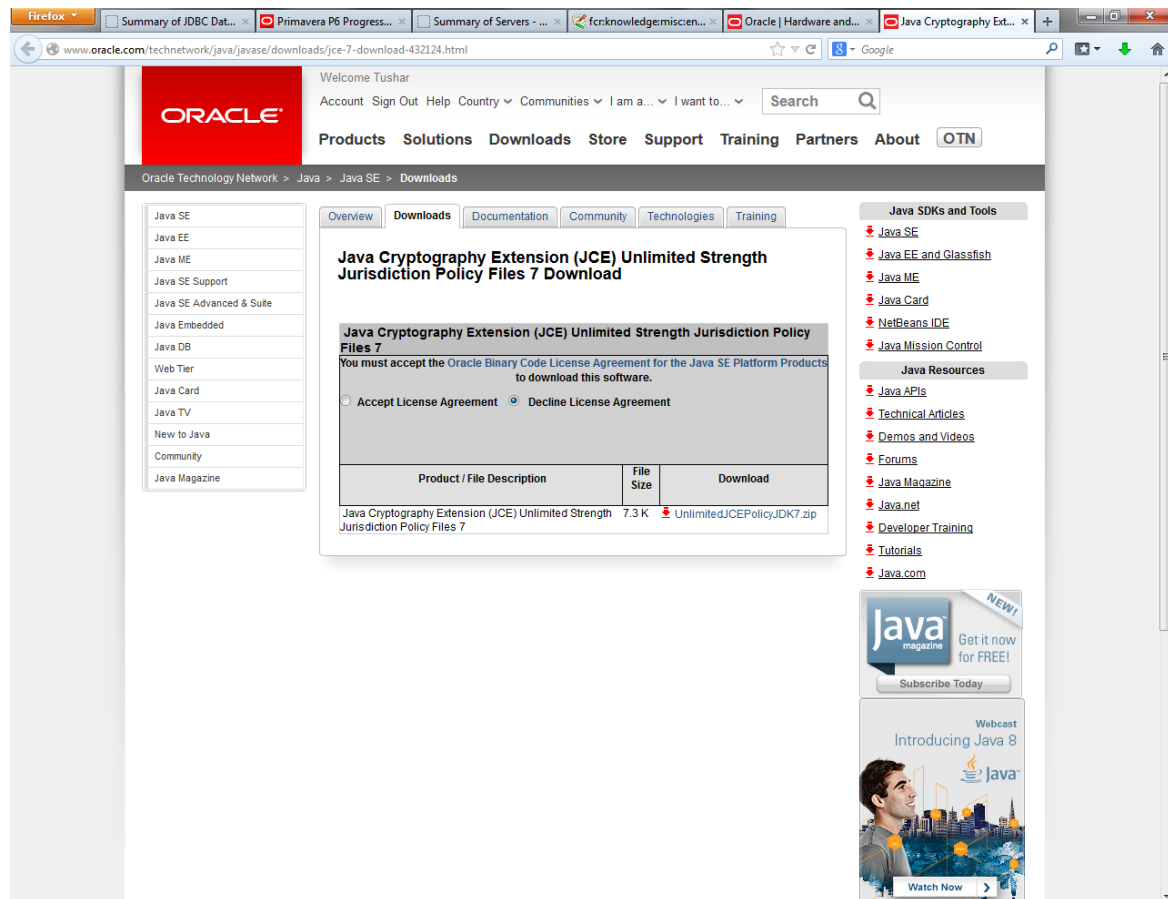 Firefox
Summary of JDBC Dat...
Primavera P6 Progress...
Summary of Servers - ...
fcr:knowledge:misc:en...
Oracle | Hardware and...
Java Cryptography Ext...
www.oracle.com/technetwork/java/javase/downloads/jce-7-download-432124.html
Google
ORACLE
Welcome Tushar
Account Sign Out Help Country Communities I am a... I want to... Search
Products Solutions Downloads Store Support Training Partners About OTN
Oracle Technology Network > Java > Java SE > Downloads
Java SE
Java EE
Java ME
Java SE Support
Java SE Advanced & Suite
Java Embedded
Java DB
Web Tier
Java Card
Java TV
New to Java
Community
Java Magazine
Overview Downloads Documentation Community Technologies Training
Java Cryptography Extension (JCE) Unlimited Strength
Jurisdiction Policy Files 7 Download
Java Cryptography Extension (JCE) Unlimited Strength Jurisdiction Policy
Files 7
You must accept the Oracle Binary Code License Agreement for the Java SE Platform Products
to download this software.
Accept License Agreement Decline License Agreement
Product / File Description File Size Download
Java Cryptography Extension (JCE) Unlimited Strength 7.3 K UnlimitedJCEPolicyJDK7.zip
Jurisdiction Policy Files 7
Java SDKs and Tools
Java SE
Java EE and Glassfish
Java ME
Java Card
NetBeans IDE
Java Mission Control
Java Resources
Java APIs
Technical Articles
Demos and Videos
Forums
Java Magazine
Java.net
Developer Training
Tutorials
Java.com
NEW!
Java
magazine
Get it now
for FREE!
Subscribe Today
Webcast
Introducing Java 8
Java
Watch Now